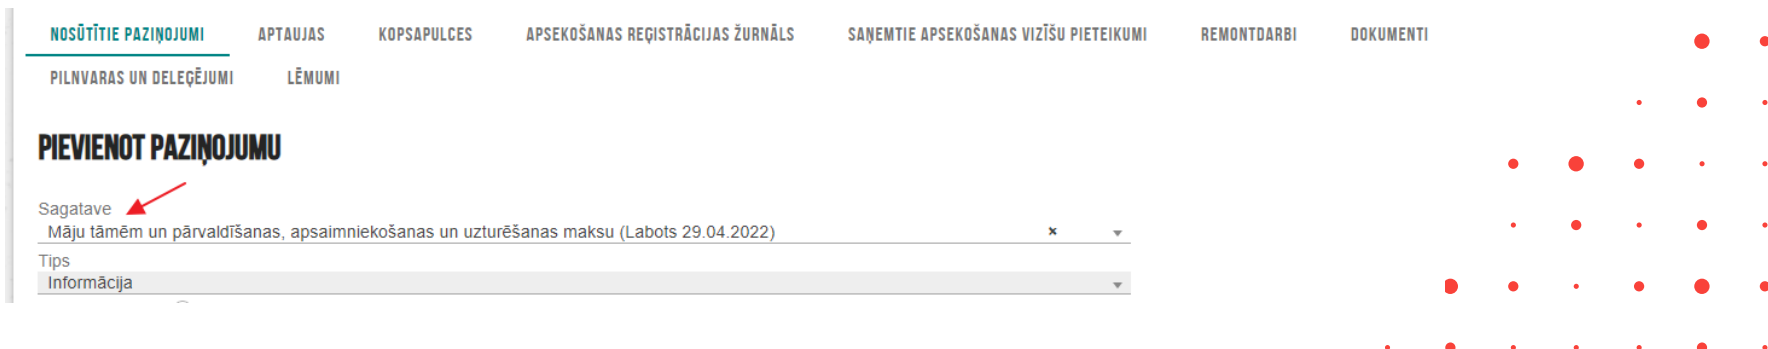 NOSŪTĪTIE PAZIŅOJUMI APTAUJAS KOPSAPULCES APSEKOŠANAS REĢISTRĀCIJAS ŽURNĀLS SAŅEMTIE APSEKOŠANAS VIZĪŠU PIETEIKUMI REMONTDARBI DOKUMENTI
PILNVARAS UN DELEĢĒJUMI LĒMUMI
PIEVIENOT PAZIŅOJUMU
Sagatave
Māju tāmēm un pārvaldīšanas, apsaimniekošanas un uzturēšanas maksu (Labots 29.04.2022)
Tips
Informācija